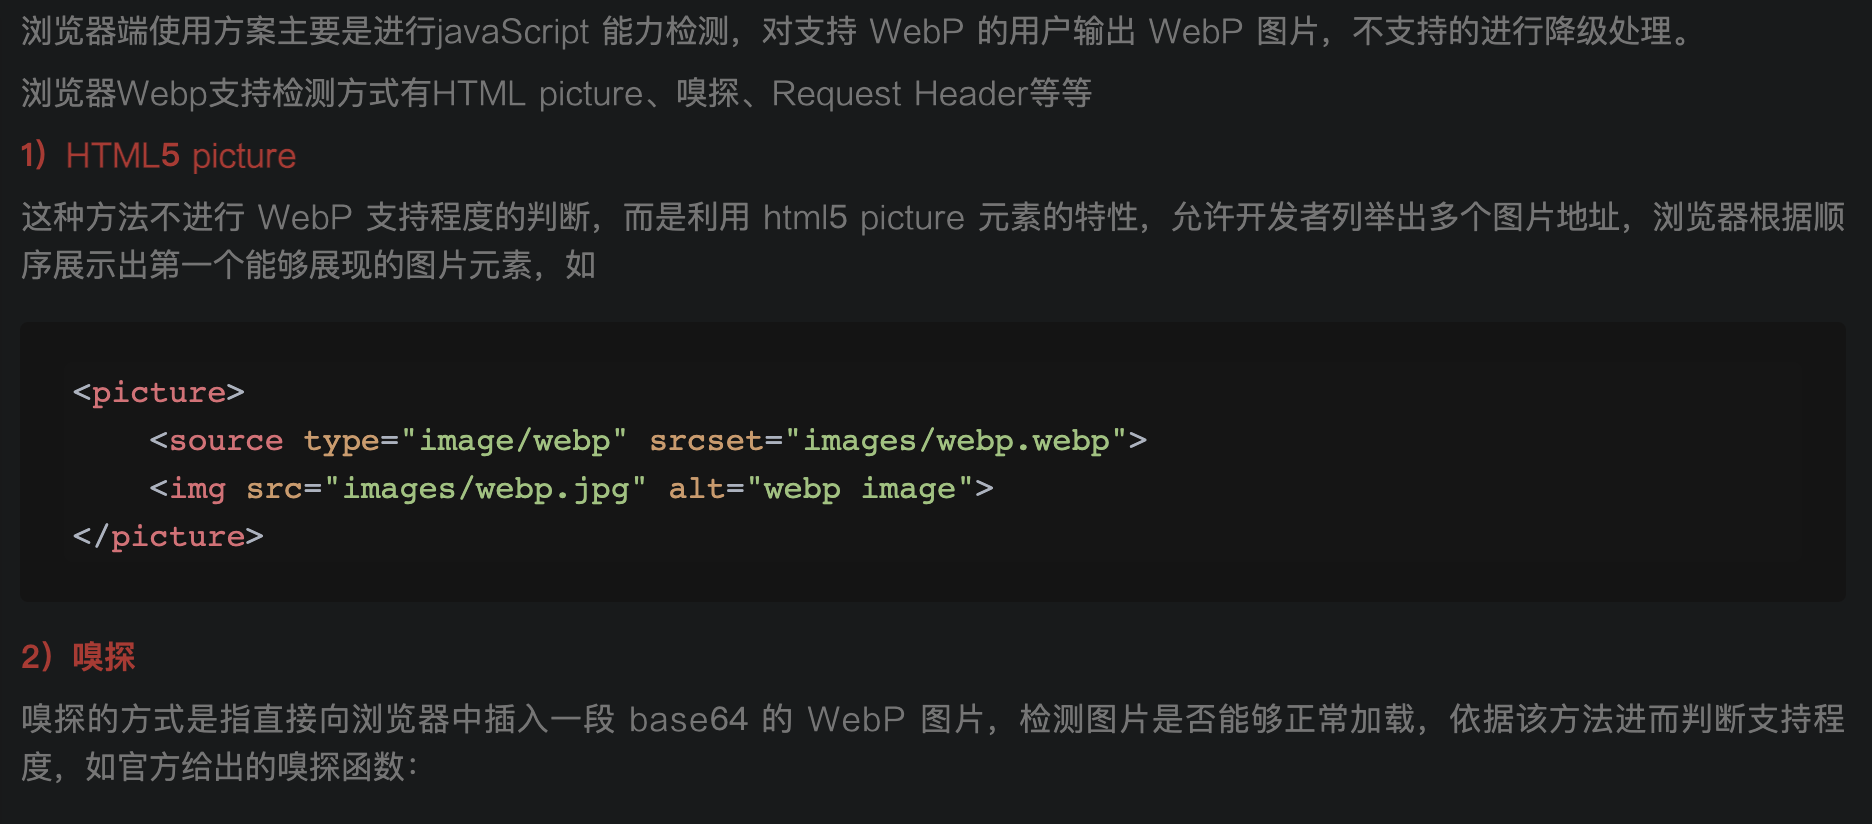 浏览器端使用方案主要是进行javaScript 能力检测，对支持 WebP 的用户输出 WebP 图片，不支持的进行降级处理。
浏览器Webp支持检测方式有HTML picture、嗅探、Request Header等等
1）HTML5 picture
这种方法不进行 WebP 支持程度的判断，而是利用 html5 picture 元素的特性，允许开发者列举出多个图片地址，浏览器根据顺
序展示出第一个能够展现的图片元素，如
<picture>
    <source type="image/webp" srcset="images/webp.webp">
    <img src="images/webp.jpg" alt="webp image">
</picture>
2）嗅探
嗅探的方式是指直接向浏览器中插入一段 base64 的 WebP 图片，检测图片是否能够正常加载，依据该方法进而判断支持程
度，如官方给出的嗅探函数：